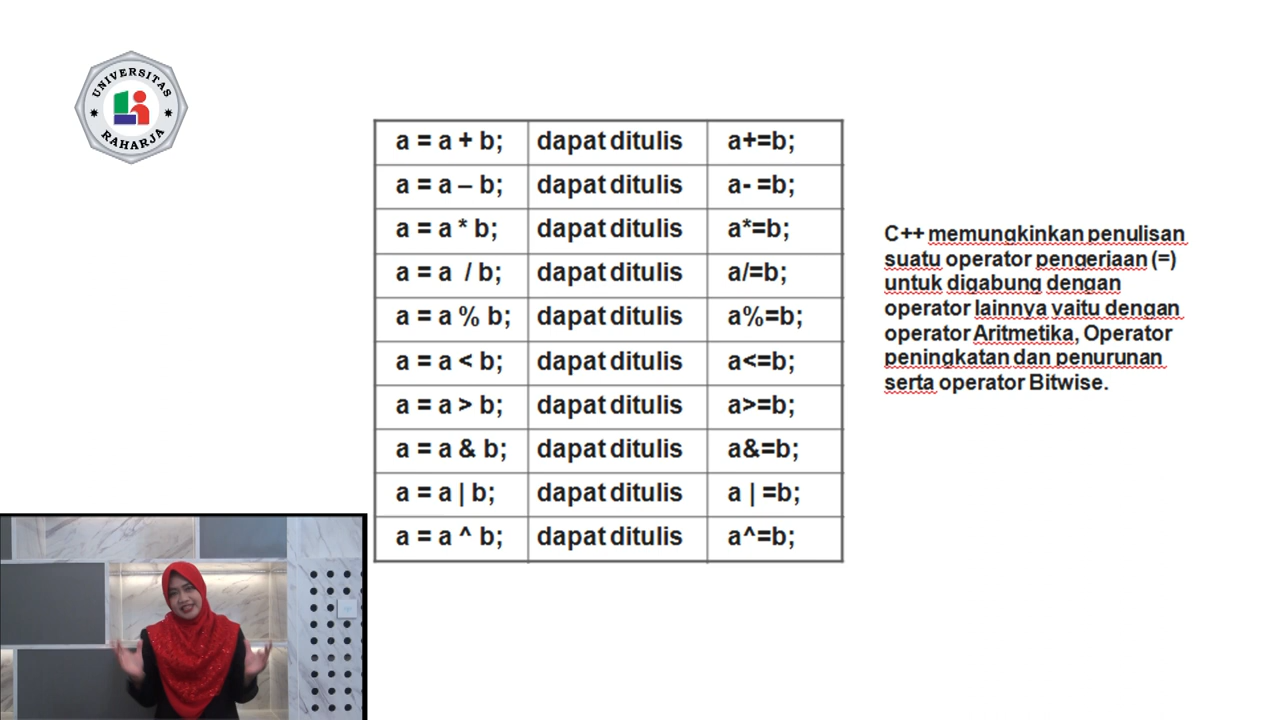 UNIVERSITAS
RAHARJA
a = a + b; dapat ditulis a+=b;
a = a – b; dapat ditulis a- =b;
a = a * b; dapat ditulis a*=b;
a = a / b; dapat ditulis a/=b;
a = a % b; dapat ditulis a%=b;
a = a < b; dapat ditulis a<=b;
a = a > b; dapat ditulis a>=b;
a = a & b; dapat ditulis a&=b;
a = a | b; dapat ditulis a | =b;
a = a ^ b; dapat ditulis a^=b;
C++ memungkinkan penulisan
suatu operator pengerjaan (=)
untuk digabung dengan
operator lainnya yaitu dengan
operator Aritmetika, Operator
peningkatan dan penurunan
serta operator Bitwise.